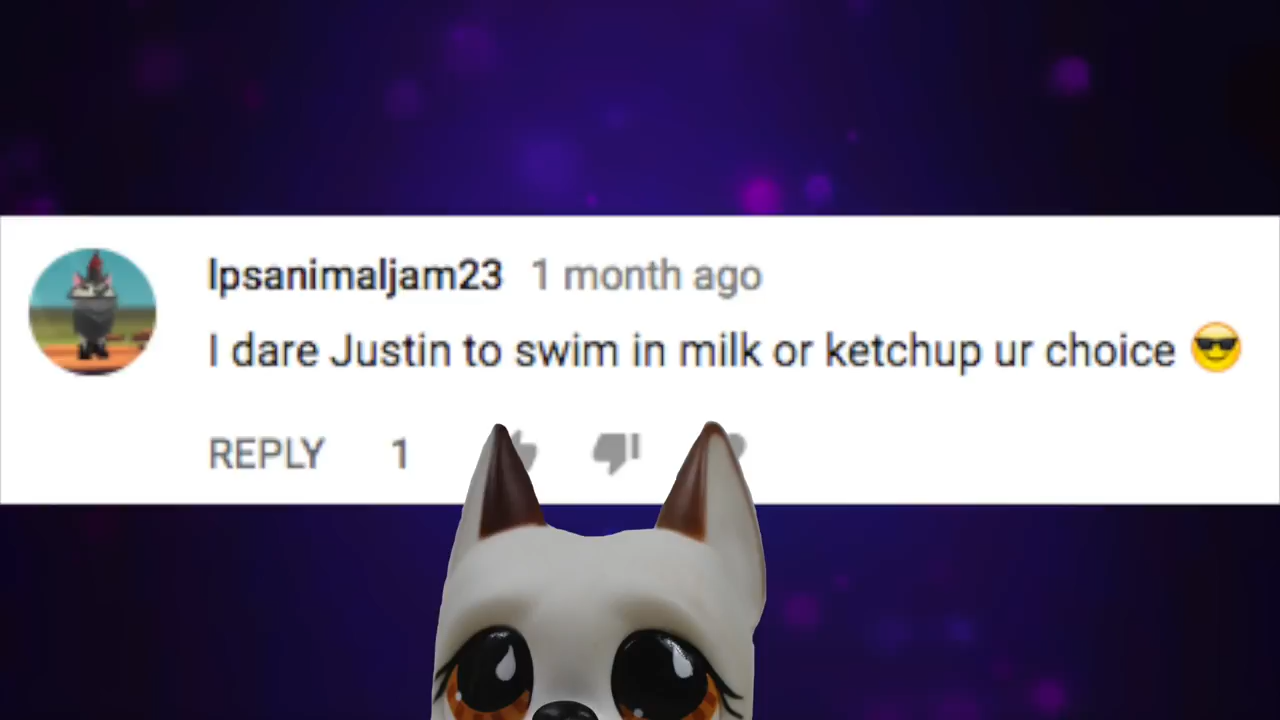 lpsanimaljam23 1 month ago
I dare Justin to swim in milk or ketchup ur choice 😎
REPLY 1